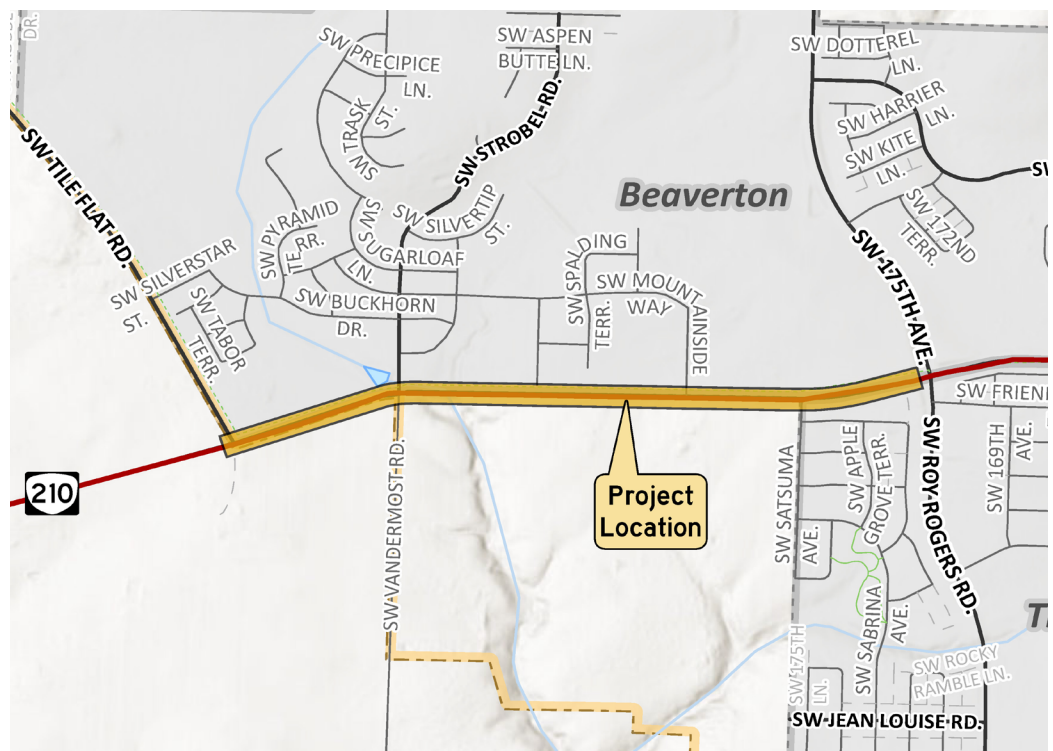 DR.
SW PRECIPICE
LN.
SW ASPEN
BUTTE LN.
SW DOTTEREL
LN.
SW TRASK
ST.
SW STROBEL RD.
SW HARRIER
LN.
SW KITE
LN.
SW TILE FLAT RD.
Beaverton
SW 172ND
TERR.
SW PYRAMID
TERR.
SW SUGARLOAF
LN.
SW SILVERTIP
ST.
SW SILVERSTAR
ST.
SW TABOR
TERR.
SW BUCKHORN
DR.
SW SPALDING
TERR.
SW MOUNTAINSIDE
WAY
SW 175TH AVE.
SW FRIEN
210
Project
Location
SW VANDERMOST RD.
SW SATSUMA
AVE.
SW APPLE
GROVE TERR.
SW ROY ROGERS RD.
SW 169TH
AVE.
SW SABRINA
AVE.
SW 175TH
LN.
SW ROCKY
RAMBLE LN.
SW JEAN LOUISE RD.